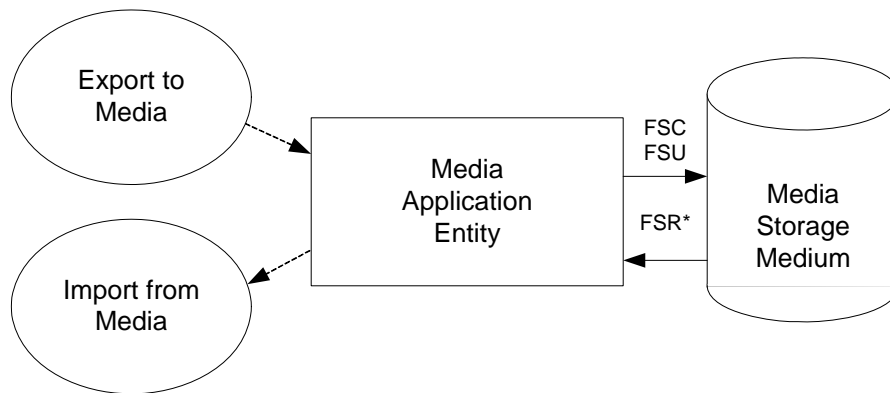 Export to
Media
Media
Application
Entity
FSC
FSU
FSR*
Media
Storage
Medium
Import from
Media